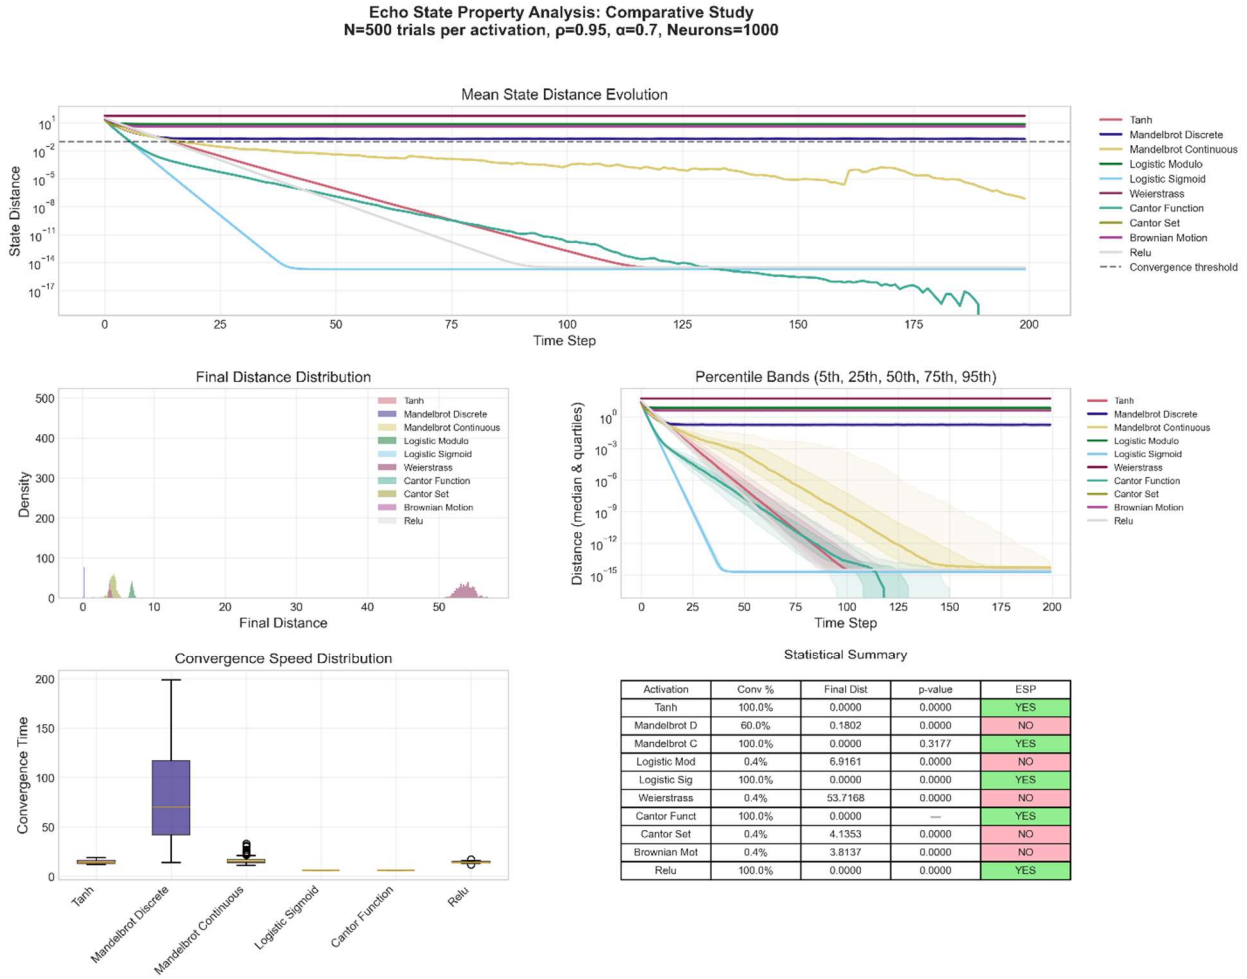 Echo State Property Analysis: Comparative Study
N=500 trials per activation, ρ=0.95, α=0.7, Neurons=1000
Mean State Distance Evolution
State Distance
10^1
10^-2
10^-5
10^-8
10^-11
10^-14
10^-17
0 25 50 75 100 125 150 175 200
Time Step
Tanh
Mandelbrot Discrete
Mandelbrot Continuous
Logistic Modulo
Logistic Sigmoid
Weierstrass
Cantor Function
Cantor Set
Brownian Motion
Relu
Convergence threshold
Final Distance Distribution
Density
500
400
300
200
100
0
0 10 20 30 40 50
Final Distance
Tanh
Mandelbrot Discrete
Mandelbrot Continuous
Logistic Modulo
Logistic Sigmoid
Weierstrass
Cantor Function
Cantor Set
Brownian Motion
Relu
Percentile Bands (5th, 25th, 50th, 75th, 95th)
Distance (median & quartiles)
10^0
10^-3
10^-6
10^-9
10^-12
10^-15
0 25 50 75 100 125 150 175 200
Time Step
Tanh
Mandelbrot Discrete
Mandelbrot Continuous
Logistic Modulo
Logistic Sigmoid
Weierstrass
Cantor Function
Cantor Set
Brownian Motion
Relu
Convergence Speed Distribution
Convergence Time
200
150
100
50
0
Tanh
Mandelbrot Discrete
Mandelbrot Continuous
Logistic Sigmoid
Cantor Function
Relu
Statistical Summary
Activation Conv % Final Dist p-value ESP
Tanh 100.0% 0.0000 0.0000 YES
Mandelbrot D 60.0% 0.1802 0.0000 NO
Mandelbrot C 100.0% 0.0000 0.3177 YES
Logistic Mod 0.4% 6.9161 0.0000 NO
Logistic Sig 100.0% 0.0000 0.0000 YES
Weierstrass 0.4% 53.7168 0.0000 NO
Cantor Funct 100.0% 0.0000 — YES
Cantor Set 0.4% 4.1353 0.0000 NO
Brownian Mot 0.4% 3.8137 0.0000 NO
Relu 100.0% 0.0000 0.0000 YES